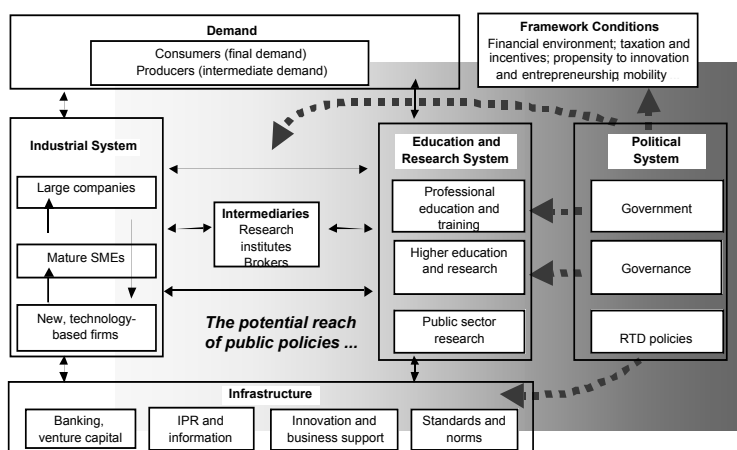 Demand
Consumers (final demand)
Producers (intermediate demand)
Framework Conditions
Financial environment; taxation and
incentives; propensity to innovation
and entrepreneurship mobility
Industrial System
Large companies
Mature SMEs
New, technology-
based firms
Intermediaries
Research
institutes
Brokers
The potential reach
of public policies ...
Education and
Research System
Professional
education and
training
Higher education
and research
Public sector
research
Political
System
Government
Governance
RTD policies
Infrastructure
Banking,
venture capital
IPR and
information
Innovation and
business support
Standards and
norms